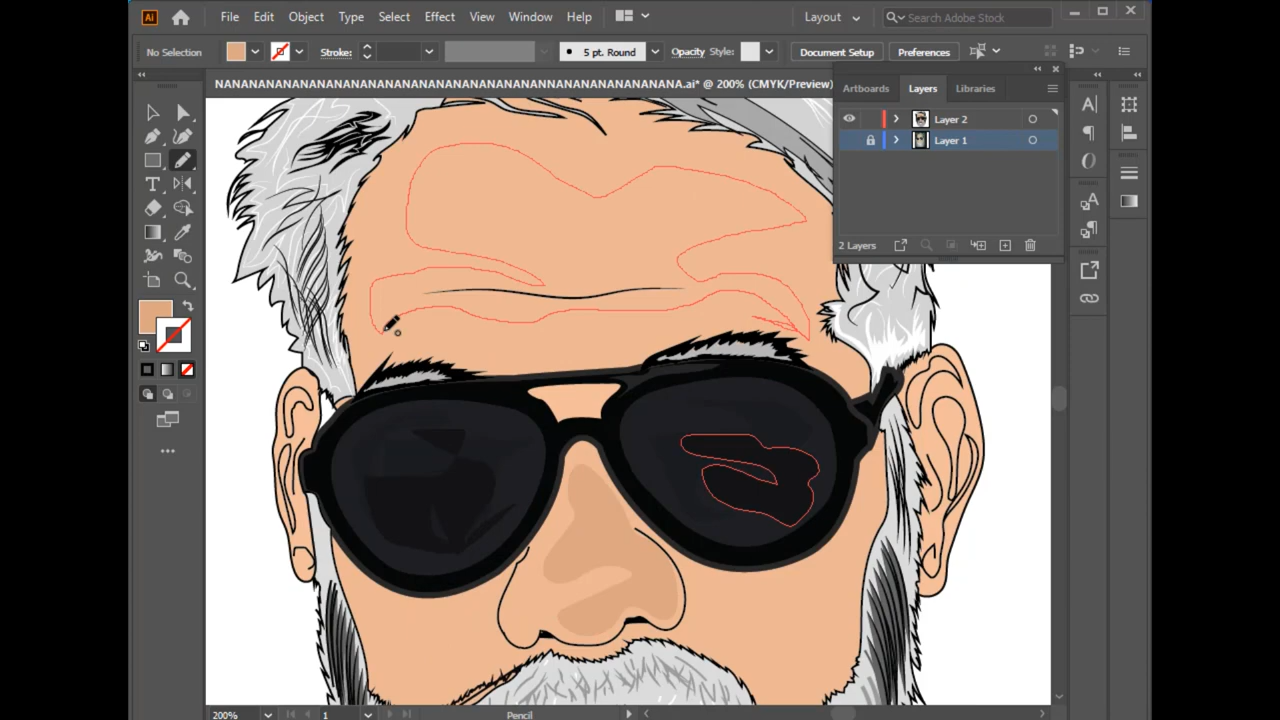 Ai File Edit Object Type Select Effect View Window Help Layout Search Adobe Stock
No Selection Stroke: 5 pt. Round Opacity Style: Document Setup Preferences
NANANANANANANANANANANANANANANANANANANANANANANANANANA.ai* @ 200% (CMYK/Preview)
Artboards Layers Libraries
Layer 2
Layer 1
2 Layers
200% 1 Pencil